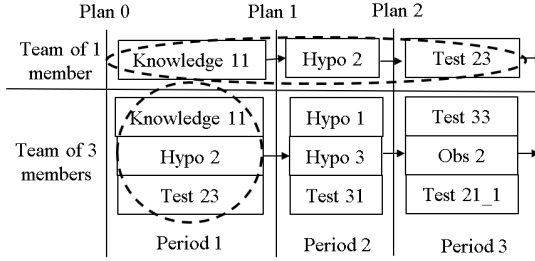 Plan 0 Plan 1 Plan 2
Team of 1 member
Knowledge 11 Hypo 2 Test 23
Team of 3 members
Knowledge 11 Hypo 1 Test 33
Hypo 2 Hypo 3 Obs 2
Test 23 Test 31 Test 21_1
Period 1 Period 2 Period 3